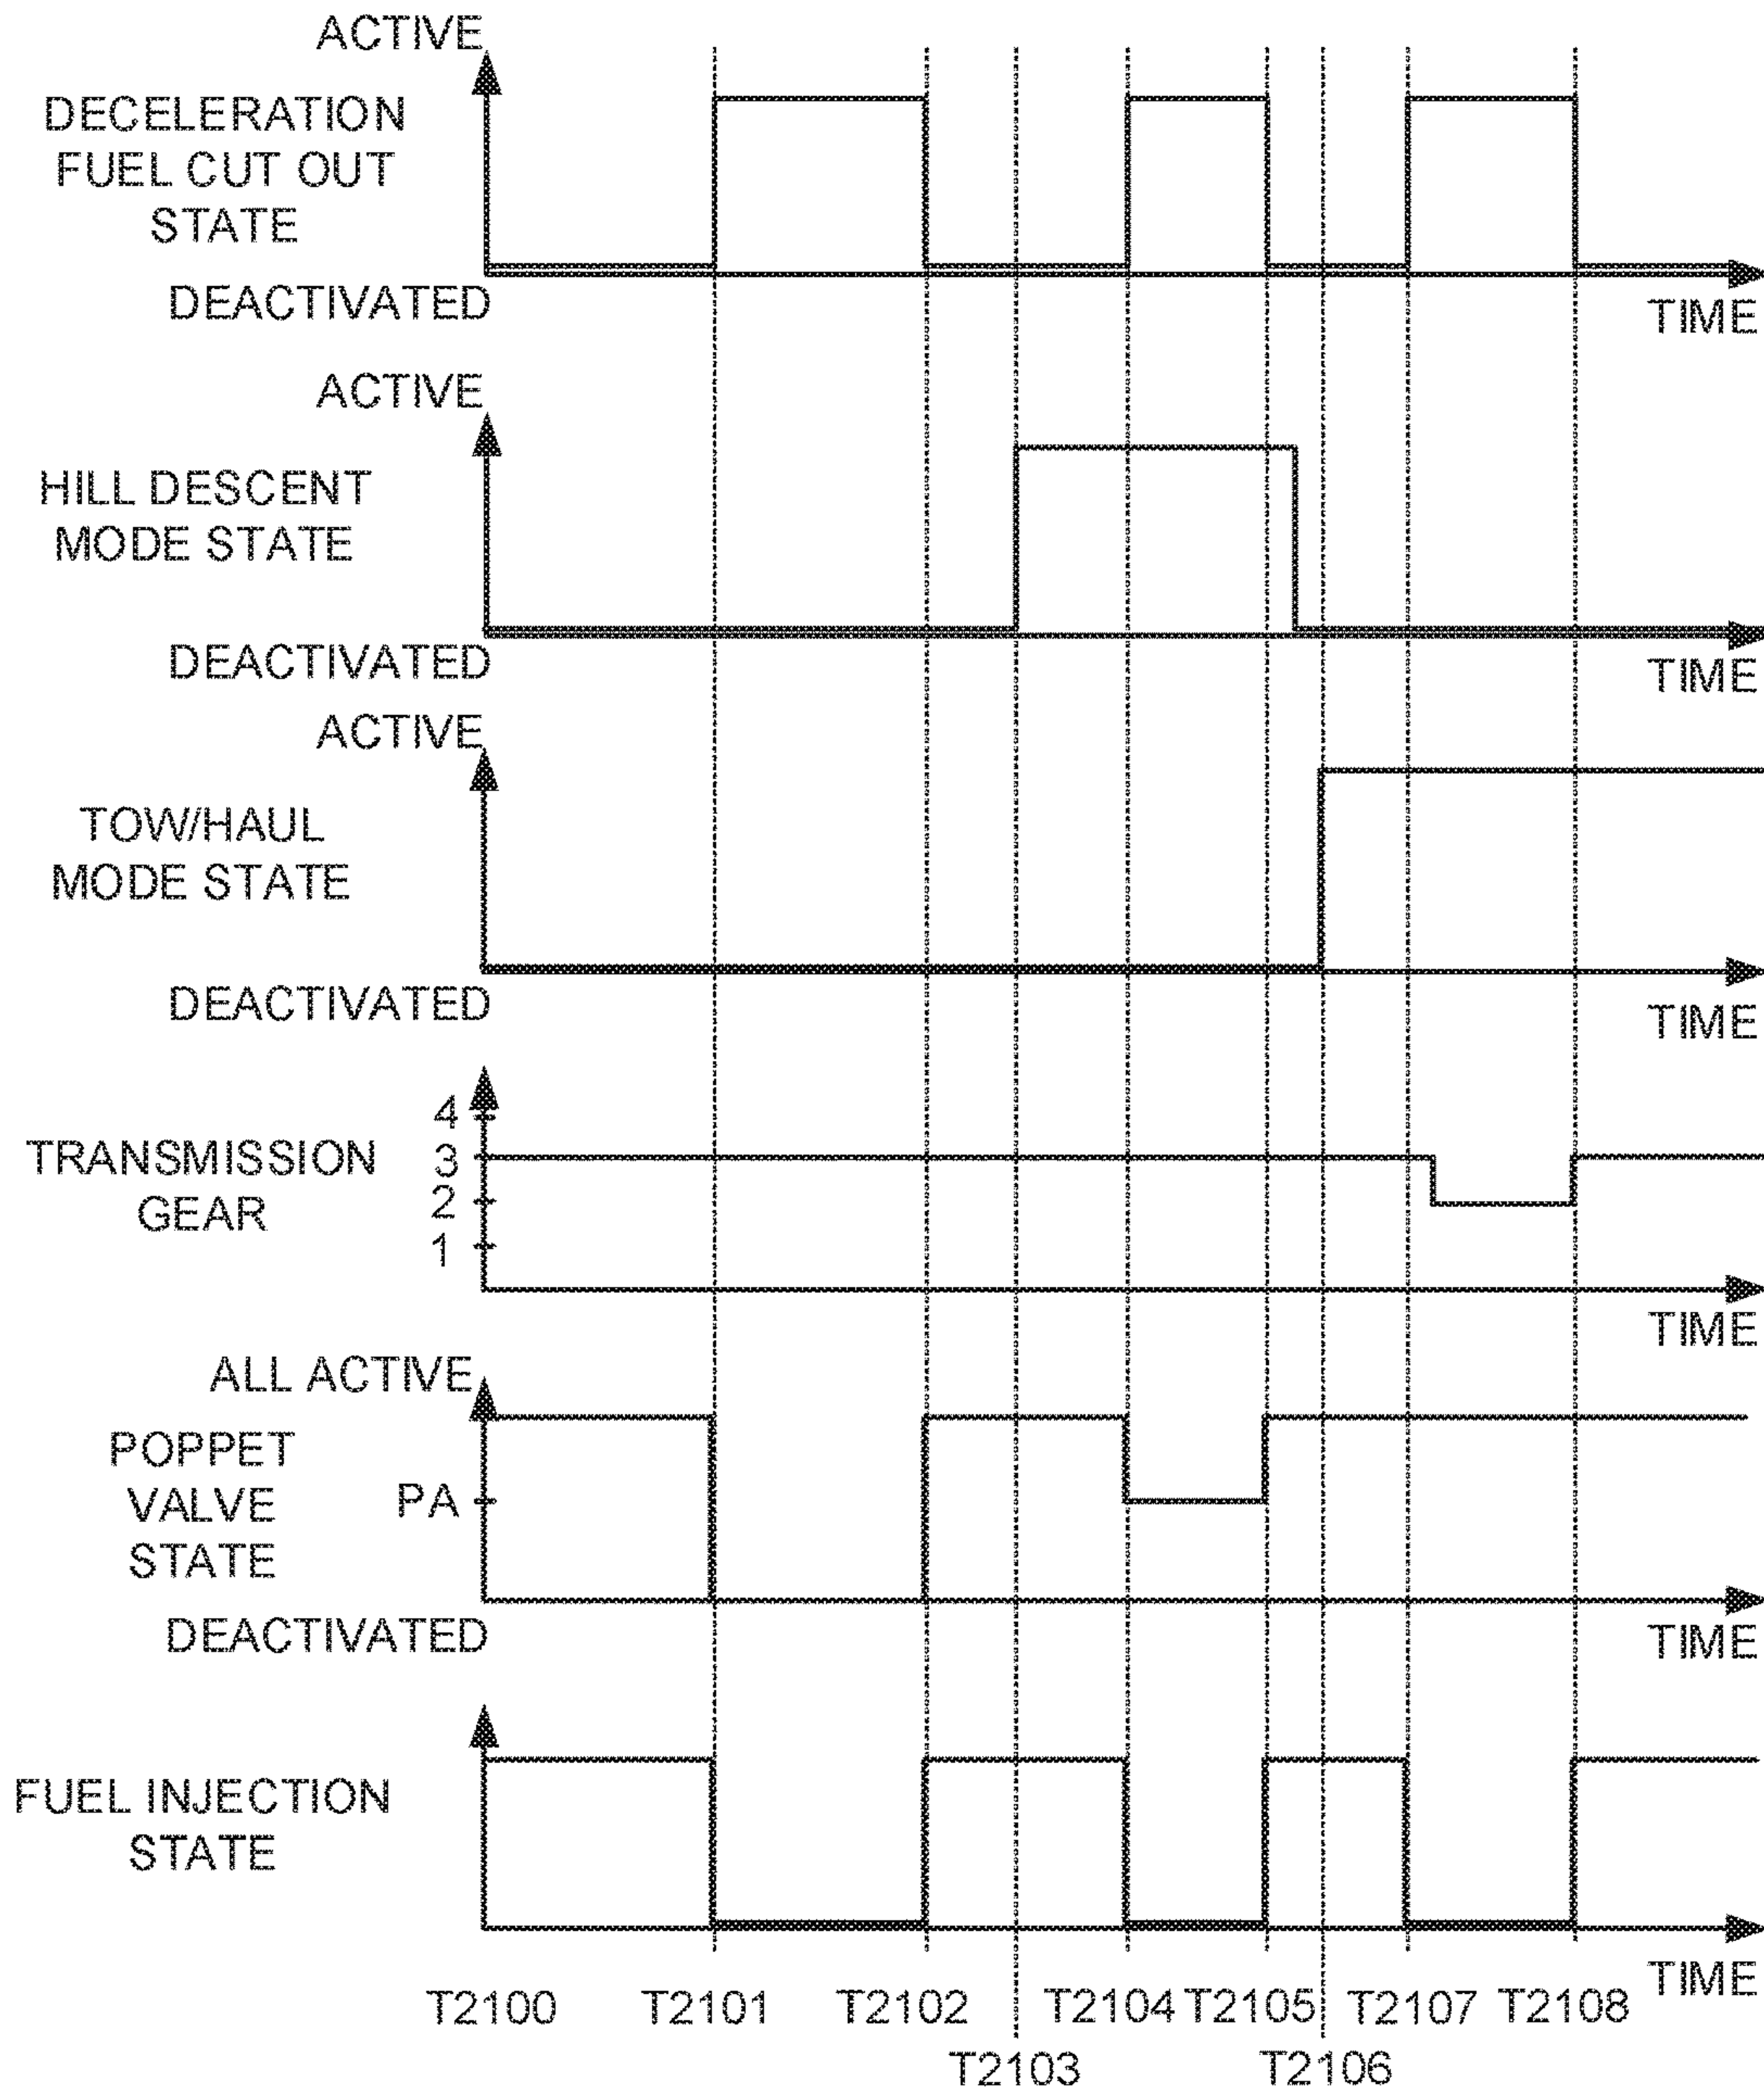 ACTIVE
DECELERATION
FUEL CUT OUT
STATE
DEACTIVATED
TIME
ACTIVE
HILL DESCENT
MODE STATE
DEACTIVATED
TIME
ACTIVE
TOW/HAUL
MODE STATE
DEACTIVATED
TIME
4
TRANSMISSION
GEAR
3
2
1
TIME
ALL ACTIVE
POPPET
VALVE
STATE
PA
DEACTIVATED
TIME
FUEL INJECTION
STATE
TIME
T2100 T2101 T2102 T2104 T2105 T2107 T2108
T2103 T2106